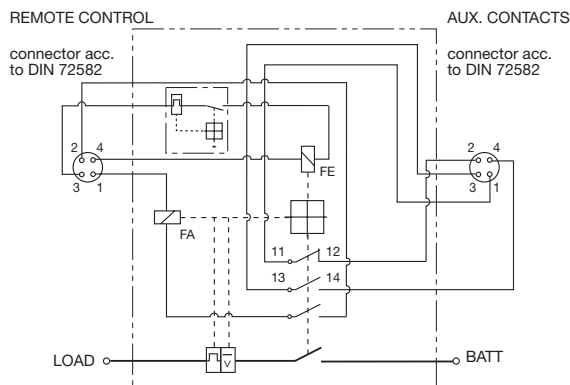 REMOTE CONTROL
AUX. CONTACTS
connector acc.
to DIN 72582
connector acc.
to DIN 72582
2 4
3 1
2 4
3 1
FE
FA
11 12
13 14
V
LOAD
BATT